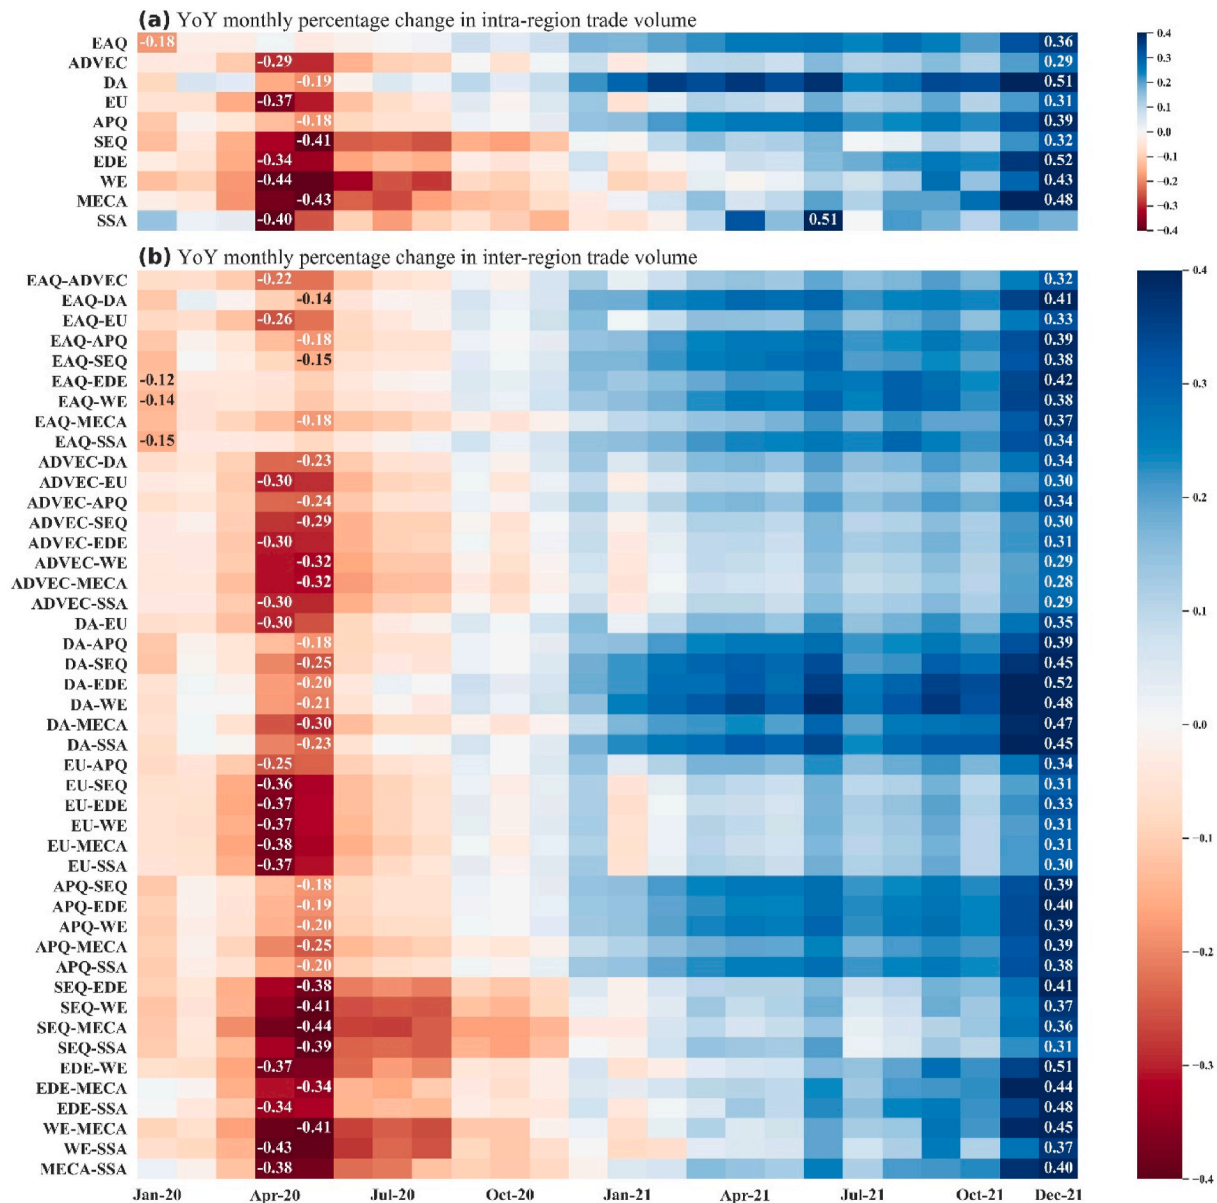 (a) YoY monthly percentage change in intra-region trade volume
EAQ -0.18 0.36
ADVEC -0.29 0.29
DA -0.19 0.51
EU -0.37 0.31
APQ -0.18 0.39
SEQ -0.41 0.32
EDE -0.34 0.52
WE -0.44 0.43
MECA -0.43 0.48
SSA -0.40 0.51
0.4
0.3
0.2
0.1
0.0
-0.1
-0.2
-0.3
-0.4
(b) YoY monthly percentage change in inter-region trade volume
EAQ-ADVEC -0.22 0.32
EAQ-DA -0.14 0.41
EAQ-EU -0.26 0.33
EAQ-APQ -0.18 0.39
EAQ-SEQ -0.15 0.38
EAQ-EDE -0.12 0.42
EAQ-WE -0.14 0.38
EAQ-MECA -0.18 0.37
EAQ-SSA -0.15 0.34
ADVEC-DA -0.23 0.34
ADVEC-EU -0.30 0.30
ADVEC-APQ -0.24 0.34
ADVEC-SEQ -0.29 0.30
ADVEC-EDE -0.30 0.31
ADVEC-WE -0.32 0.29
ADVEC-MECA -0.32 0.28
ADVEC-SSA -0.30 0.29
DA-EU -0.30 0.35
DA-APQ -0.18 0.39
DA-SEQ -0.25 0.45
DA-EDE -0.20 0.52
DA-WE -0.21 0.48
DA-MECA -0.30 0.47
DA-SSA -0.23 0.45
EU-APQ -0.25 0.34
EU-SEQ -0.36 0.31
EU-EDE -0.37 0.33
EU-WE -0.37 0.31
EU-MECA -0.38 0.31
EU-SSA -0.37 0.30
APQ-SEQ -0.18 0.39
APQ-EDE -0.19 0.40
APQ-WE -0.20 0.39
APQ-MECA -0.25 0.39
APQ-SSA -0.20 0.38
SEQ-EDE -0.38 0.41
SEQ-WE -0.41 0.37
SEQ-MECA -0.44 0.36
SEQ-SSA -0.39 0.31
EDE-WE -0.37 0.51
EDE-MECA -0.34 0.44
EDE-SSA -0.34 0.48
WE-MECA -0.41 0.45
WE-SSA -0.43 0.37
MECA-SSA -0.38 0.40
Jan-20 Apr-20 Jul-20 Oct-20 Jan-21 Apr-21 Jul-21 Oct-21 Dec-21
0.4
0.3
0.2
0.1
0.0
-0.1
-0.2
-0.3
-0.4